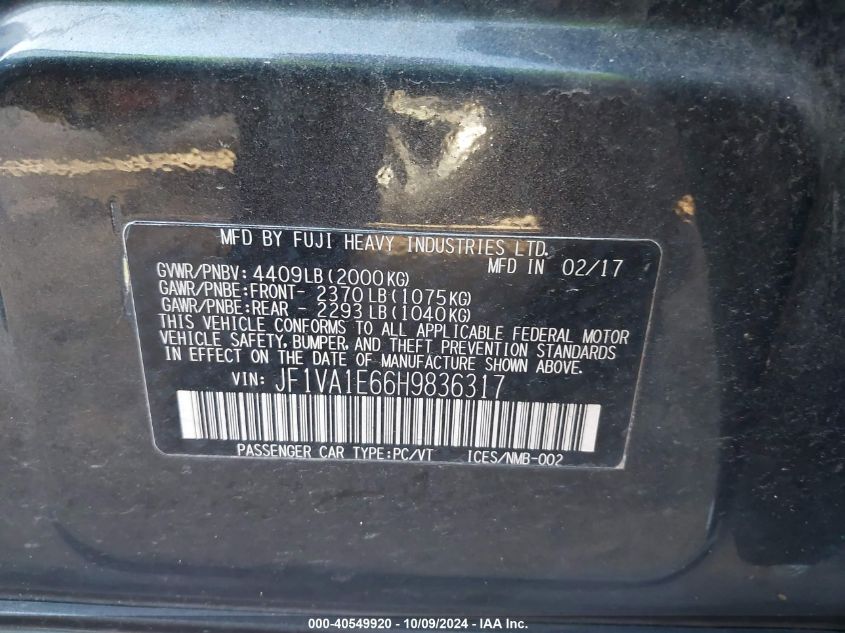 MFD BY FUJI HEAVY INDUSTRIES LTD.
MFD IN 02/17
GVWR/PNBV: 4409LB(2000KG)
GAWR/PNBE:FRONT- 2370LB(1075KG)
GAWR/PNBE:REAR - 2293LB(1040KG)
THIS VEHICLE CONFORMS TO ALL APPLICABLE FEDERAL MOTOR
VEHICLE SAFETY, BUMPER, AND THEFT PREVENTION STANDARDS
IN EFFECT ON THE DATE OF MANUFACTURE SHOWN ABOVE.
VIN: JF1VA1E66H9836317
PASSENGER CAR TYPE:PC/VT ICES/NMB-002
000-40549920 - 10/09/2024 - IAA Inc.